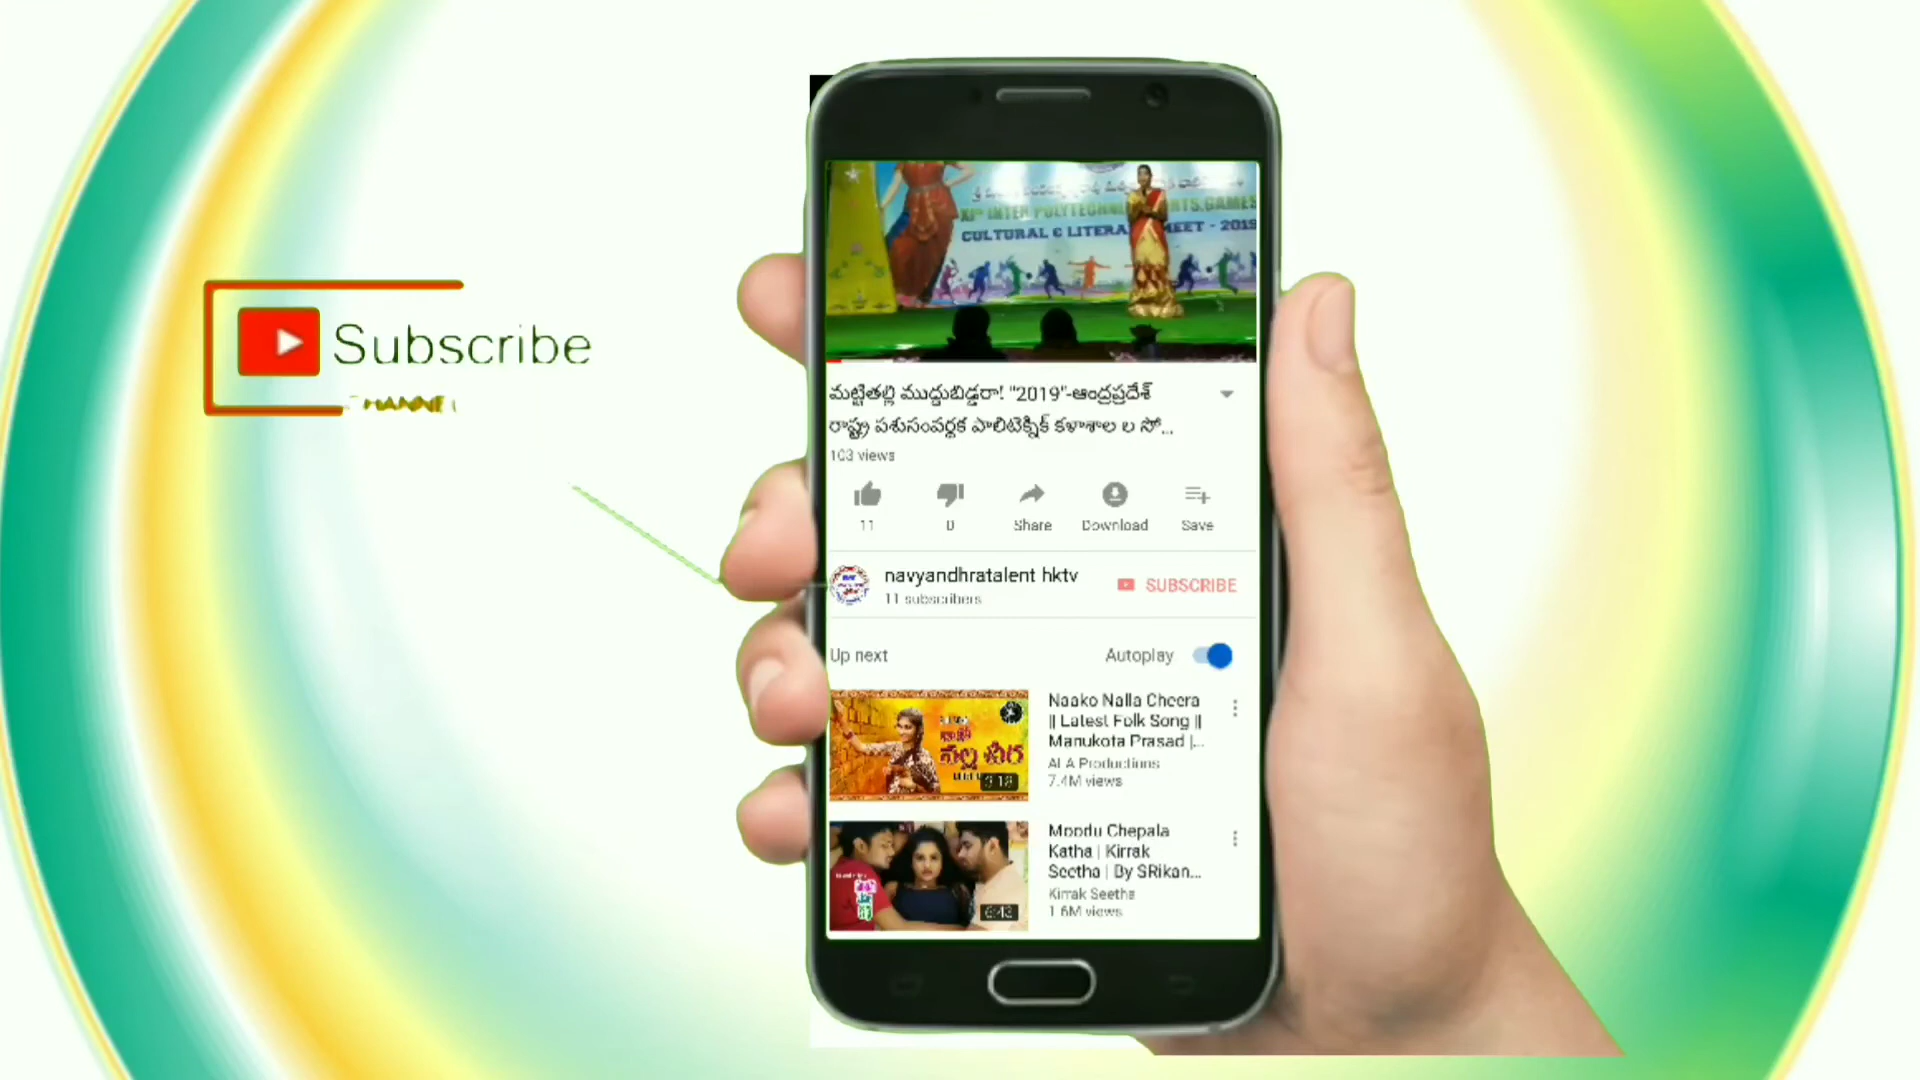 Subscribe
CULTURAL & LITERA MEET - 2019
మట్టితల్లి ముద్దుబిడ్డరా! "2019"-ఆంద్రప్రదేశ్
రాష్ట్ర పశుసంవర్ధక పాలిటెక్నిక్ కళాశాల ల సో...
103 views
11
0
Share
Download
Save
navyandhratalent hktv
11 subscribers
SUBSCRIBE
Up next
Autoplay
Naako Nalla Cheera
|| Latest Folk Song ||
Manukota Prasad |...
ALA Productions
7.4M views
Moodu Chepala
Katha | Kirrak
Seetha | By SRikan...
Kirrak Seetha
1.6M views